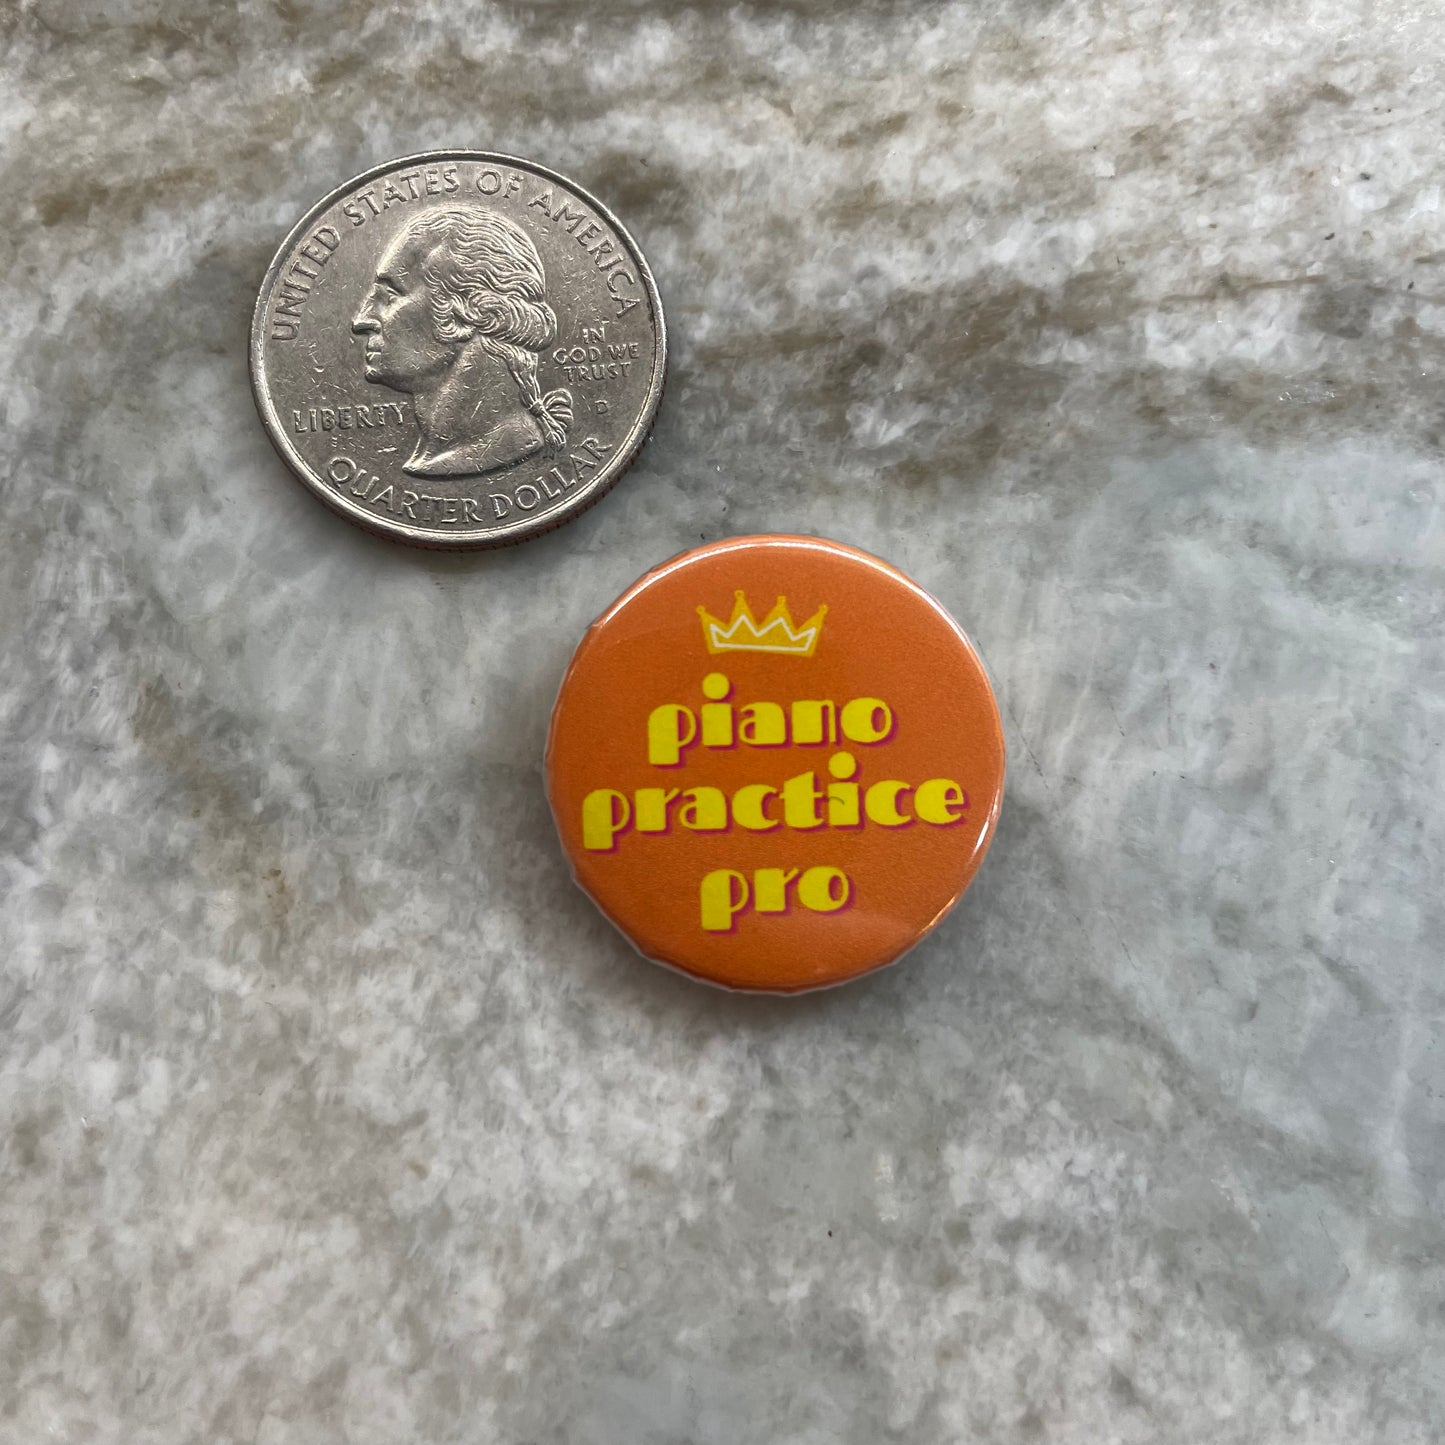 UNITED STATES OF AMERICA
IN
GOD WE
TRUST
LIBERTY
D
QUARTER DOLLAR
piano
practice
pro